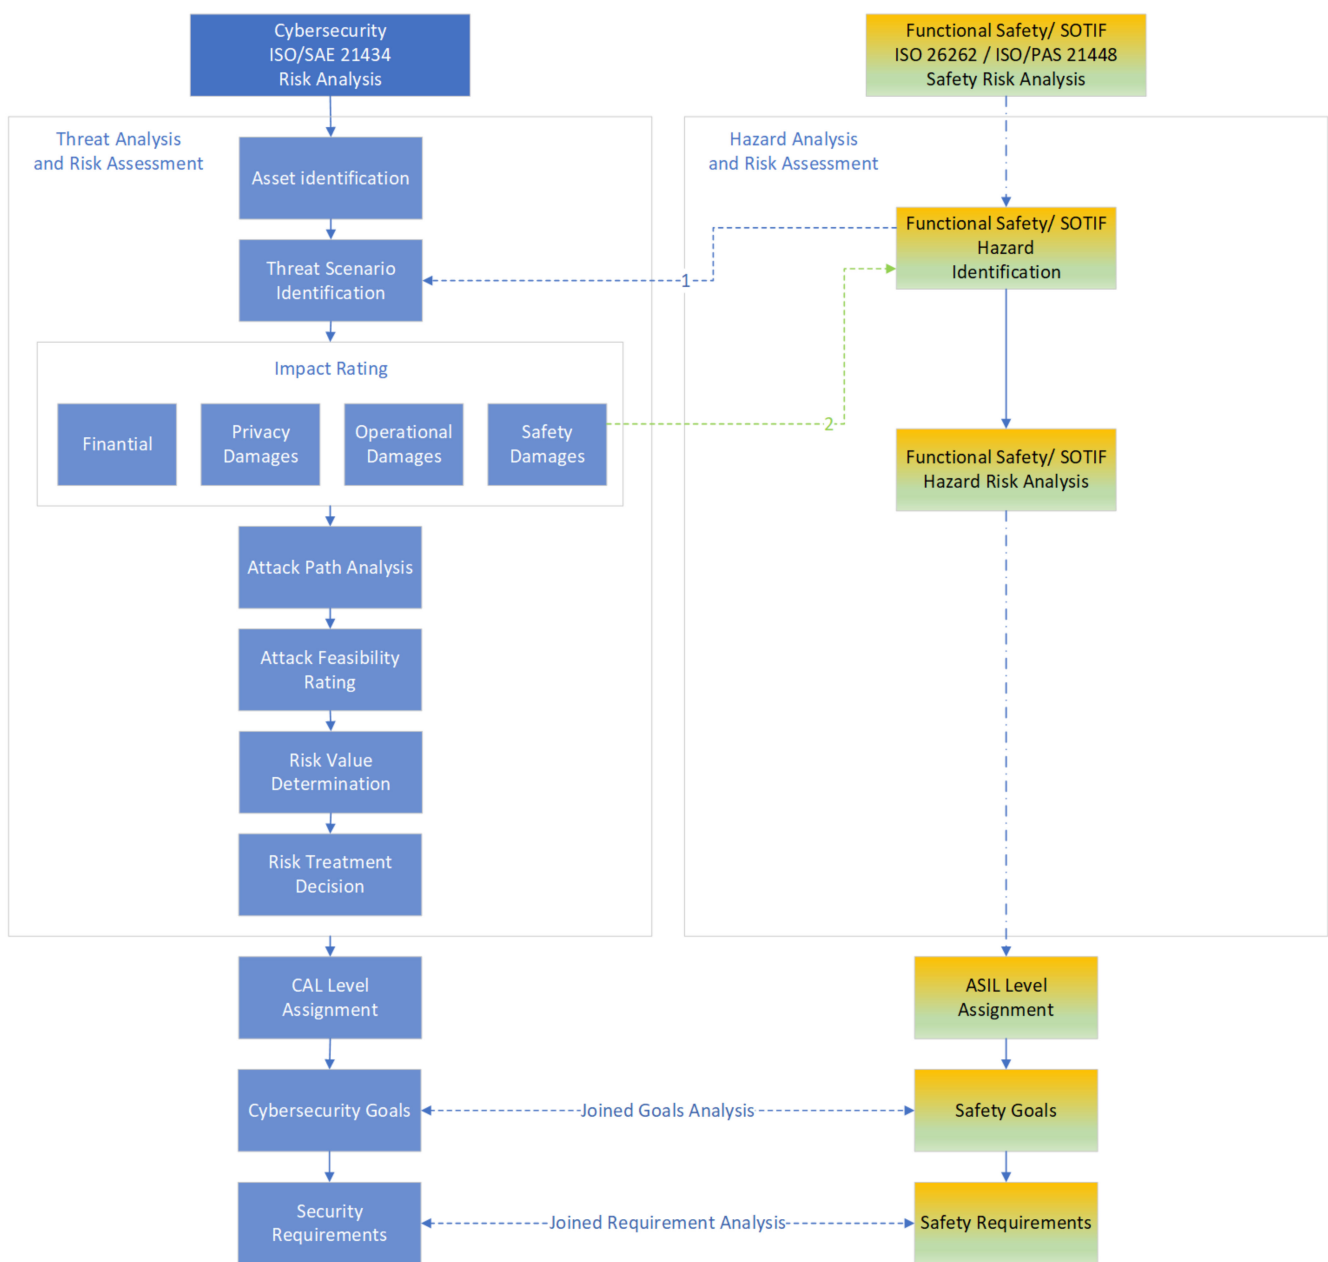 Cybersecurity
ISO/SAE 21434
Risk Analysis
Functional Safety/ SOTIF
ISO 26262 / ISO/PAS 21448
Safety Risk Analysis
Threat Analysis
and Risk Assessment
Hazard Analysis
and Risk Assessment
Asset identification
Functional Safety/ SOTIF
Hazard
Identification
Threat Scenario
Identification
1
Impact Rating
Finantial
Privacy
Damages
Operational
Damages
Safety
Damages
2
Functional Safety/ SOTIF
Hazard Risk Analysis
Attack Path Analysis
Attack Feasibility
Rating
Risk Value
Determination
Risk Treatment
Decision
CAL Level
Assignment
ASIL Level
Assignment
Cybersecurity Goals
Joined Goals Analysis
Safety Goals
Security
Requirements
Joined Requirement Analysis
Safety Requirements